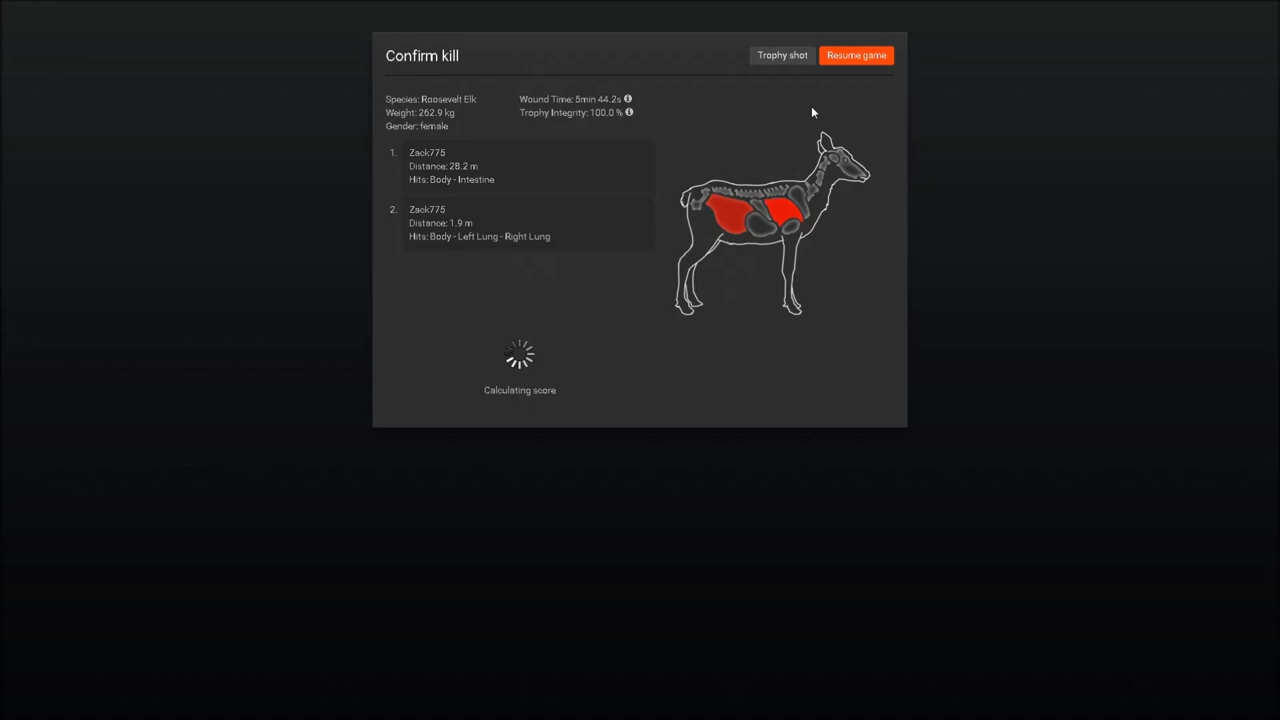 Confirm kill
Trophy shot
Resume game
Species: Roosevelt Elk
Weight: 262.9 kg
Gender: female
Wound Time: 5min 44.2s
Trophy Integrity: 100.0 %
1. Zack775
Distance: 28.2 m
Hits: Body - Intestine
2. Zack775
Distance: 1.9 m
Hits: Body - Left Lung - Right Lung
Calculating score